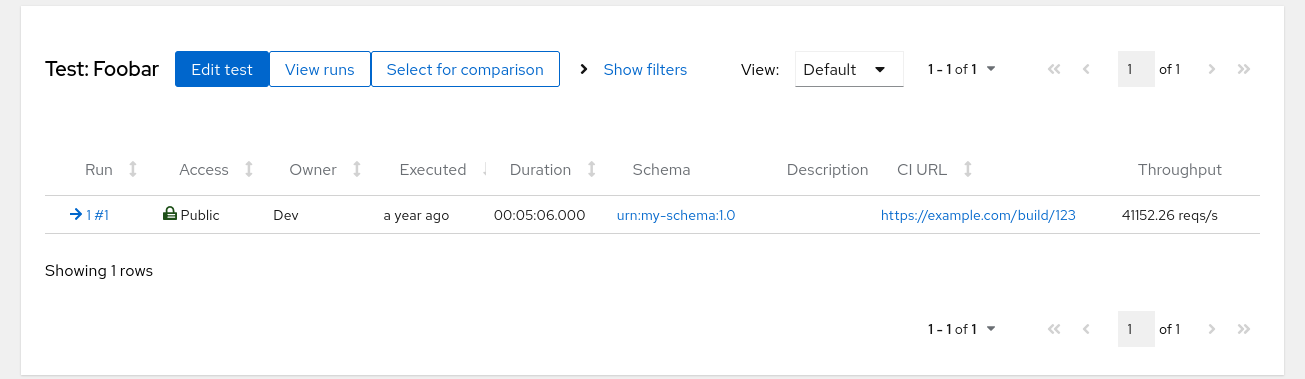 Test: Foobar Edit test View runs Select for comparison Show filters View: Default 1 - 1 of 1 1 of 1
Run Access Owner Executed Duration Schema Description CI URL Throughput
1 #1 Public Dev a year ago 00:05:06.000 urn:my-schema:1.0 https://example.com/build/123 41152.26 reqs/s
Showing 1 rows
1 - 1 of 1 1 of 1